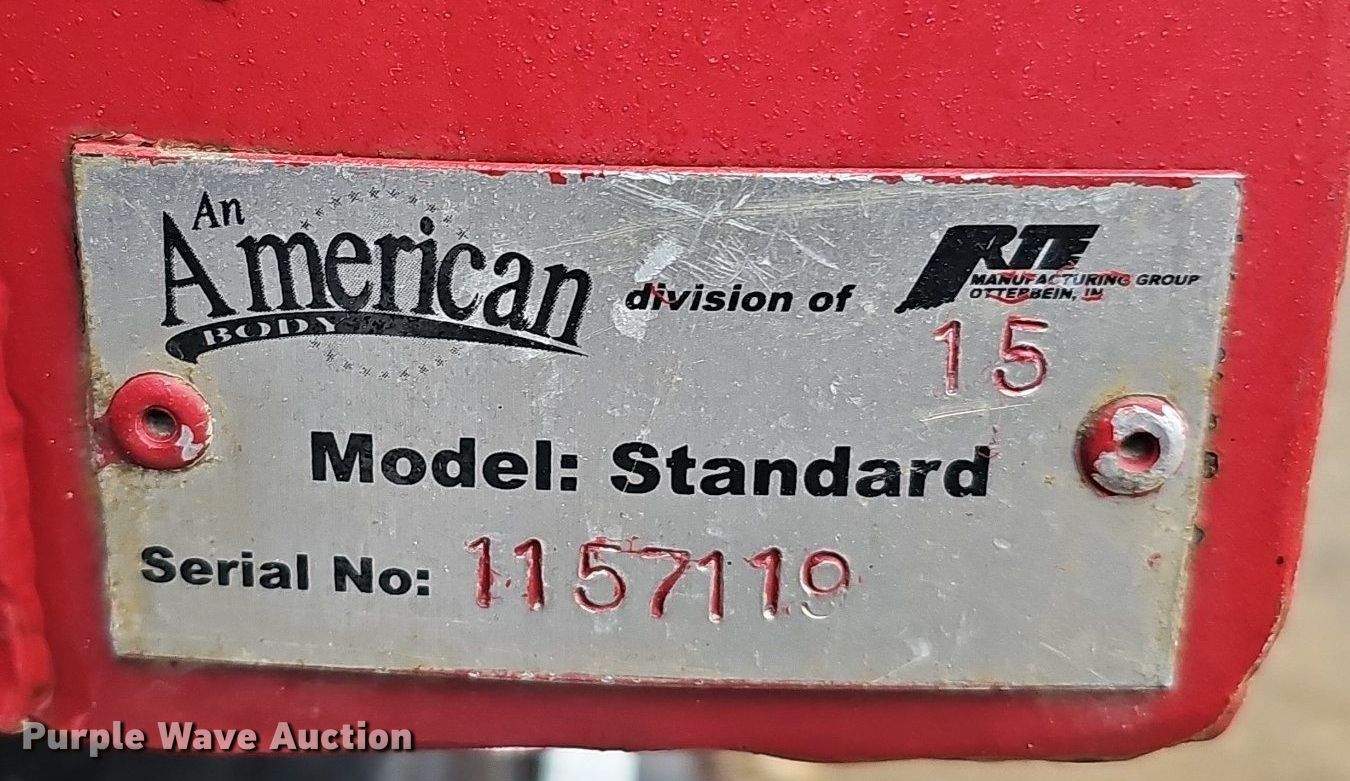 An
American
BODY
division of
RTE
MANUFACTURING GROUP
OTTERBEIN, IN
15
Model: Standard
Serial No: 1157119
Purple Wave Auction